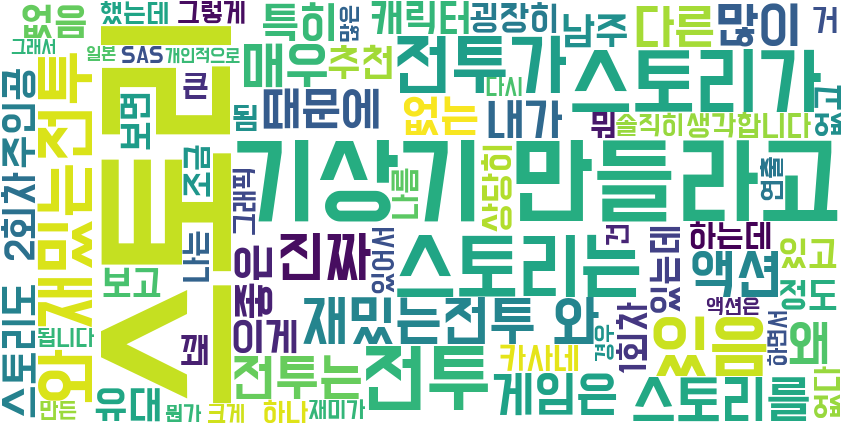 없음
했는데
그렇게
특히
많은
캐릭터
굉장히
남주
다른
많이
거
그래서
일본
SAS
개인적으로
매우
추천
전투가
스토리가
다시
큰
보면
됨
때문에
없는
내가
뭐
솔직히
생각합니다
없고
스토리
와 재밌는전투
2회차
주인공
스토리도
조금
나는
그래픽
기상기
만들라고
나름
상당히
연출
보고
좋은
진짜
스토리는
있어서
건
있는데
하는데
액션
있고
정도
됩니다
꽤
이게
재밌는전투 와
1회차
있음
액션은
하면서
왜
경우
카사네
전투는
전투
게임은
스토리를
없다
만든
유대
뭔가
크게
하나
재미가